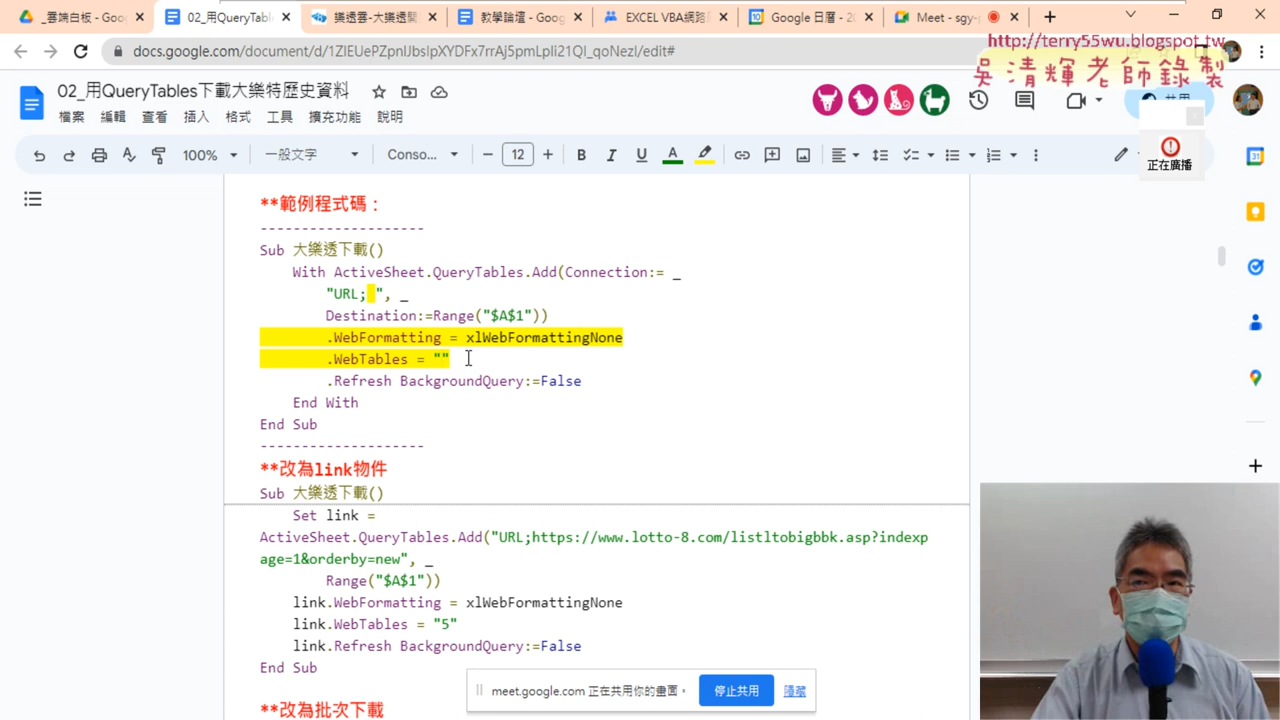 _雲端白板 - Goo
02_用QueryTabl
樂透雲-大樂透開
教學論壇 - Goog
EXCEL VBA網路
Google 日曆 - 20
Meet - sgy-
docs.google.com/document/d/1ZIEUePZpnIJbsIpXYDFx7rrAj5pmLpli21QI_qoNezI/edit#
http://terry55wu.blogspot.tw
吳清輝老師錄製
02_用QueryTables下載大樂特歷史資料
檔案 編輯 查看 插入 格式 工具 擴充功能 說明
共用
100% 一般文字 Conso... 12
正在廣播
**範例程式碼：
--------------------
Sub 大樂透下載()
With ActiveSheet.QueryTables.Add(Connection:= _
"URL; ", _
Destination:=Range("$A$1"))
.WebFormatting = xlWebFormattingNone
.WebTables = ""
.Refresh BackgroundQuery:=False
End With
End Sub
--------------------
**改為link物件
Sub 大樂透下載()
Set link =
ActiveSheet.QueryTables.Add("URL;https://www.lotto-8.com/listltobigbbk.asp?indexp
age=1&orderby=new", _
Range("$A$1"))
link.WebFormatting = xlWebFormattingNone
link.WebTables = "5"
link.Refresh BackgroundQuery:=False
End Sub
**改為批次下載
meet.google.com 正在共用你的畫面。 停止共用 隱藏